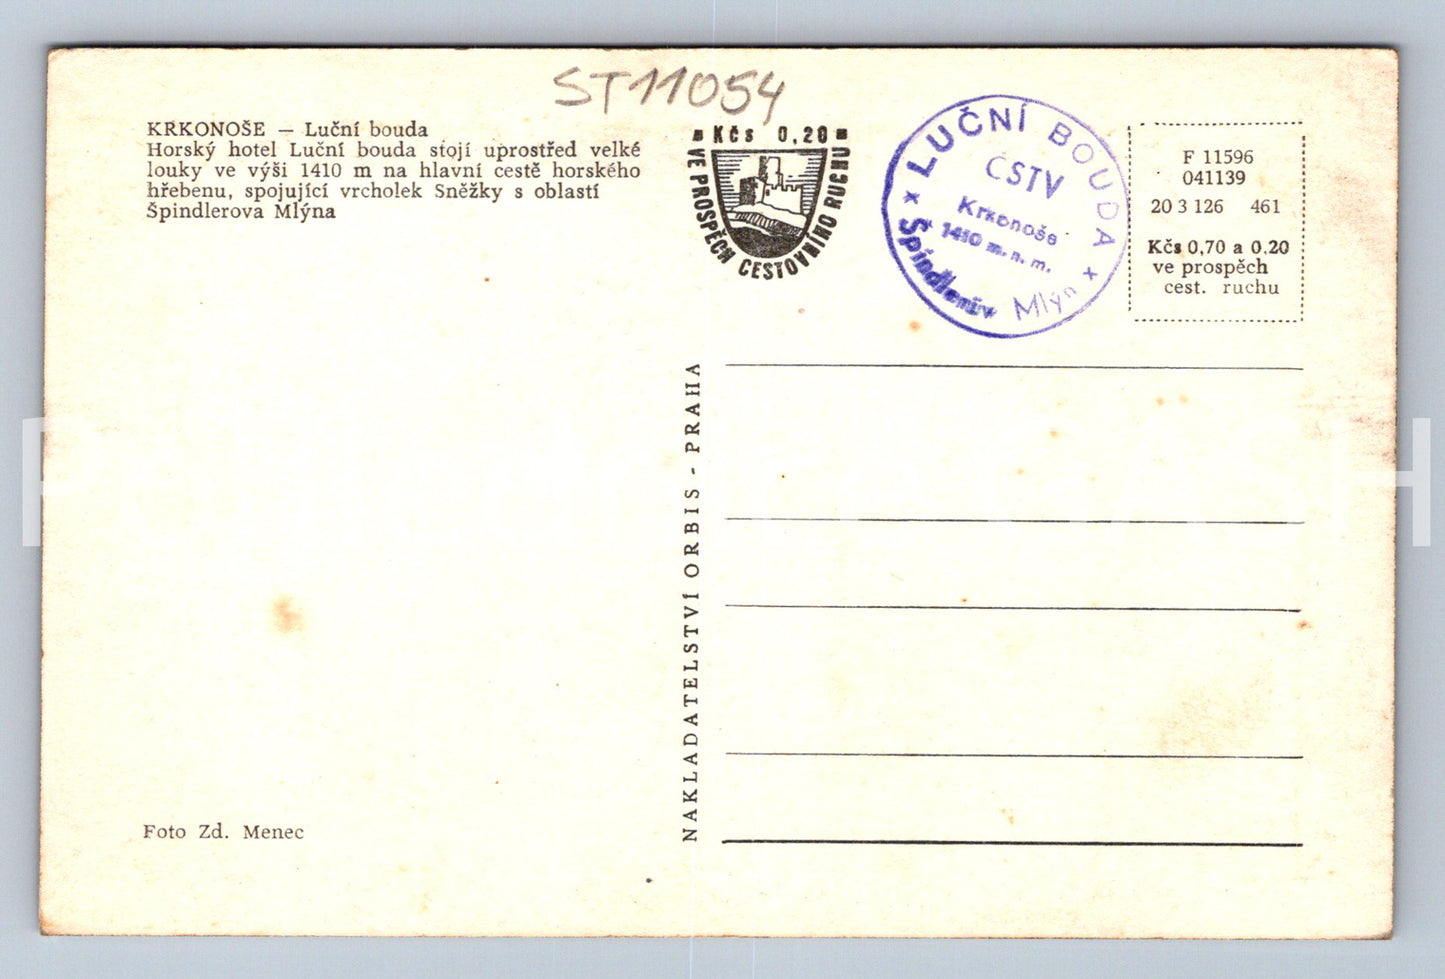 ST11054
KRKONOŠE — Luční bouda
Horský hotel Luční bouda stojí uprostřed velké
louky ve výši 1410 m na hlavní cestě horského
hřebenu, spojující vrcholek Sněžky s oblastí
Špindlerova Mlýna
Kčs 0,20
VE PROSPĚCH CESTOVNÍHO RUCHU
LUČNÍ BOUDA
ČSTV
Krkonoše
1410 m. n. m.
x Špindlerův Mlýn x
F 11596
041139
20 3 126 461
Kčs 0,70 a 0,20
ve prospěch
cest. ruchu
NAKLADATELSTVÍ ORBIS - PRAHA
Foto Zd. Menec